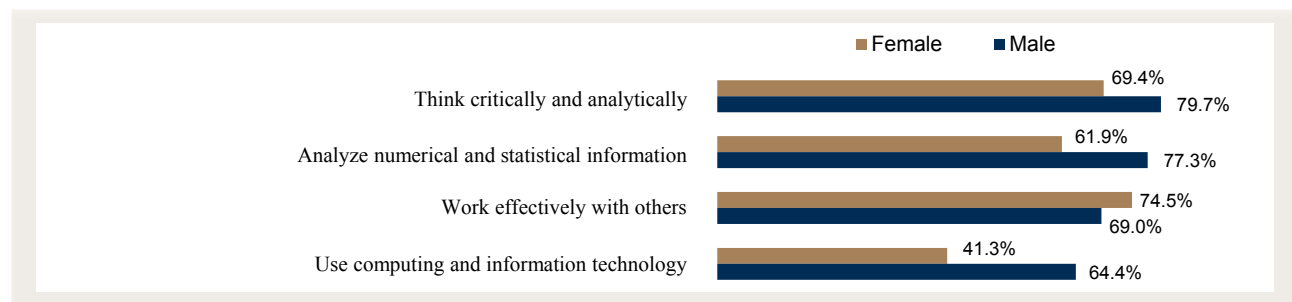 Female Male
Think critically and analytically 69.4%
79.7%
Analyze numerical and statistical information 61.9%
77.3%
Work effectively with others 74.5%
69.0%
Use computing and information technology 41.3%
64.4%